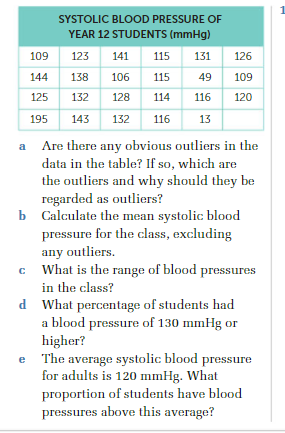 1
SYSTOLIC BLOOD PRESSURE OF
YEAR 12 STUDENTS (mmHg)
109 123 141 115 131 126
144 138 106 115 49 109
125 132 128 114 116 120
195 143 132 116 13
a Are there any obvious outliers in the
data in the table? If so, which are
the outliers and why should they be
regarded as outliers?
b Calculate the mean systolic blood
pressure for the class, excluding
any outliers.
c What is the range of blood pressures
in the class?
d What percentage of students had
a blood pressure of 130 mmHg or
higher?
e The average systolic blood pressure
for adults is 120 mmHg. What
proportion of students have blood
pressures above this average?